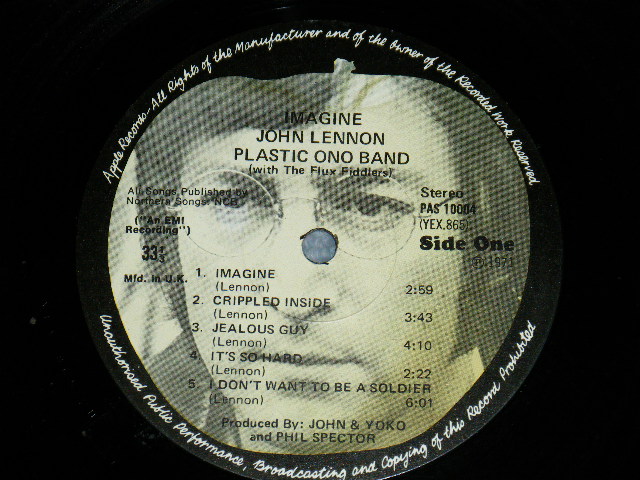 Apple Records-All Rights of the Manufacturer and of the Owner of the Recorded Work Reserved
IMAGINE
JOHN LENNON
PLASTIC ONO BAND
(with The Flux Fiddlers)
All Songs Published by
Northern Songs. NCB
("An EMI
Recording")
33⅓
Mfd. in U.K.
Stereo
PAS 10004
(YEX.865)
Side One
℗ 1971
1. IMAGINE
(Lennon) 2:59
2. CRIPPLED INSIDE
(Lennon) 3:43
3. JEALOUS GUY
(Lennon) 4:10
4. IT'S SO HARD
(Lennon) 2:22
5. I DON'T WANT TO BE A SOLDIER
(Lennon) 6:01
Produced By: JOHN & YOKO
and PHIL SPECTOR
Unauthorised Public Performance, Broadcasting and Copying of this Record Prohibited